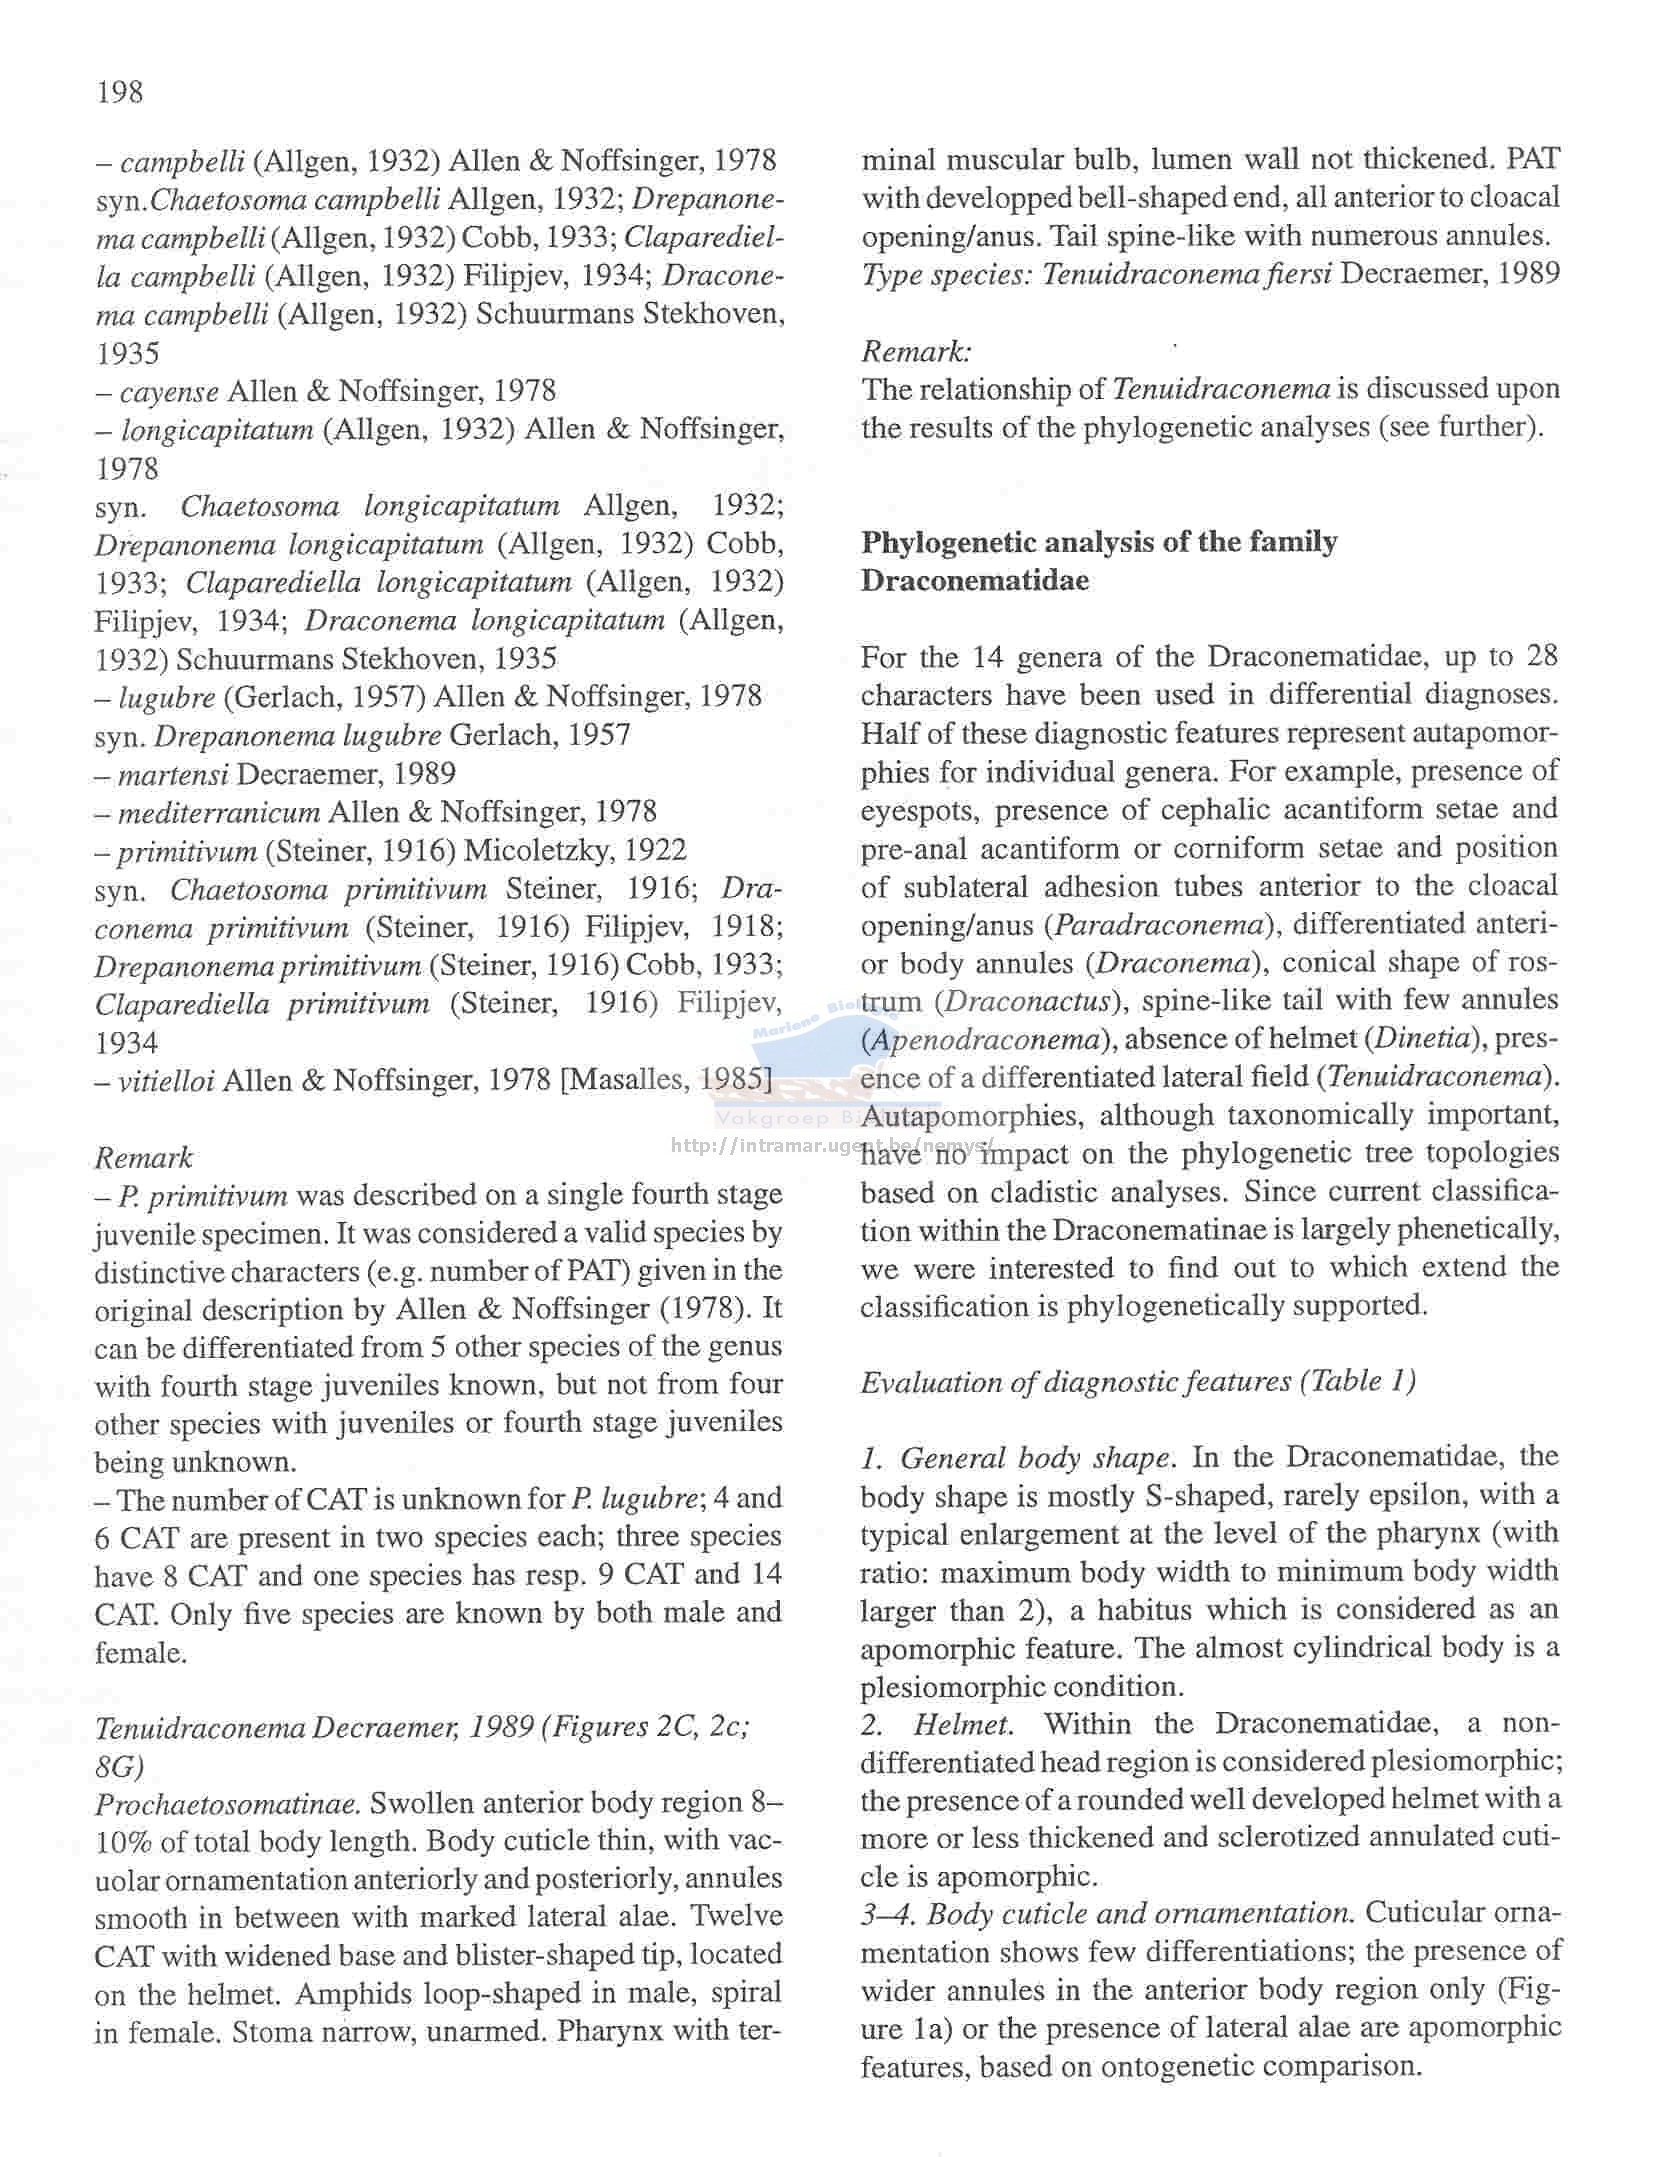 198
– campbelli (Allgen, 1932) Allen & Noffsinger, 1978
syn.Chaetosoma campbelli Allgen, 1932; Drepanone-
ma campbelli (Allgen, 1932) Cobb, 1933; Claparediel-
la campbelli (Allgen, 1932) Filipjev, 1934; Dracone-
ma campbelli (Allgen, 1932) Schuurmans Stekhoven,
1935
– cayense Allen & Noffsinger, 1978
– longicapitatum (Allgen, 1932) Allen & Noffsinger,
1978
syn. Chaetosoma longicapitatum Allgen, 1932;
Drepanonema longicapitatum (Allgen, 1932) Cobb,
1933; Claparediella longicapitatum (Allgen, 1932)
Filipjev, 1934; Draconema longicapitatum (Allgen,
1932) Schuurmans Stekhoven, 1935
– lugubre (Gerlach, 1957) Allen & Noffsinger, 1978
syn. Drepanonema lugubre Gerlach, 1957
– martensi Decraemer, 1989
– mediterranicum Allen & Noffsinger, 1978
– primitivum (Steiner, 1916) Micoletzky, 1922
syn. Chaetosoma primitivum Steiner, 1916; Dra-
conema primitivum (Steiner, 1916) Filipjev, 1918;
Drepanonema primitivum (Steiner, 1916) Cobb, 1933;
Claparediella primitivum (Steiner, 1916) Filipjev,
1934
– vitielloi Allen & Noffsinger, 1978 [Masalles, 1985]
Remark
– P. primitivum was described on a single fourth stage
juvenile specimen. It was considered a valid species by
distinctive characters (e.g. number of PAT) given in the
original description by Allen & Noffsinger (1978). It
can be differentiated from 5 other species of the genus
with fourth stage juveniles known, but not from four
other species with juveniles or fourth stage juveniles
being unknown.
– The number of CAT is unknown for P. lugubre; 4 and
6 CAT are present in two species each; three species
have 8 CAT and one species has resp. 9 CAT and 14
CAT. Only five species are known by both male and
female.
Tenuidraconema Decraemer, 1989 (Figures 2C, 2c;
8G)
Prochaetosomatinae. Swollen anterior body region 8–
10% of total body length. Body cuticle thin, with vac-
uolar ornamentation anteriorly and posteriorly, annules
smooth in between with marked lateral alae. Twelve
CAT with widened base and blister-shaped tip, located
on the helmet. Amphids loop-shaped in male, spiral
in female. Stoma narrow, unarmed. Pharynx with ter-
minal muscular bulb, lumen wall not thickened. PAT
with developped bell-shaped end, all anterior to cloacal
opening/anus. Tail spine-like with numerous annules.
Type species: Tenuidraconema fiersi Decraemer, 1989
Remark:
The relationship of Tenuidraconema is discussed upon
the results of the phylogenetic analyses (see further).
Phylogenetic analysis of the family
Draconematidae
For the 14 genera of the Draconematidae, up to 28
characters have been used in differential diagnoses.
Half of these diagnostic features represent autapomor-
phies for individual genera. For example, presence of
eyespots, presence of cephalic acantiform setae and
pre-anal acantiform or corniform setae and position
of sublateral adhesion tubes anterior to the cloacal
opening/anus (Paradraconema), differentiated anteri-
or body annules (Draconema), conical shape of ros-
trum (Draconactus), spine-like tail with few annules
(Apenodraconema), absence of helmet (Dinetia), pres-
ence of a differentiated lateral field (Tenuidraconema).
Autapomorphies, although taxonomically important,
have no impact on the phylogenetic tree topologies
based on cladistic analyses. Since current classifica-
tion within the Draconematinae is largely phenetically,
we were interested to find out to which extend the
classification is phylogenetically supported.
Evaluation of diagnostic features (Table 1)
1. General body shape. In the Draconematidae, the
body shape is mostly S-shaped, rarely epsilon, with a
typical enlargement at the level of the pharynx (with
ratio: maximum body width to minimum body width
larger than 2), a habitus which is considered as an
apomorphic feature. The almost cylindrical body is a
plesiomorphic condition.
2. Helmet. Within the Draconematidae, a non-
differentiated head region is considered plesiomorphic;
the presence of a rounded well developed helmet with a
more or less thickened and sclerotized annulated cuti-
cle is apomorphic.
3–4. Body cuticle and ornamentation. Cuticular orna-
mentation shows few differentiations; the presence of
wider annules in the anterior body region only (Fig-
ure 1a) or the presence of lateral alae are apomorphic
features, based on ontogenetic comparison.
Mariene
Vakgroep
http://intramar.ugent.be/nemys/